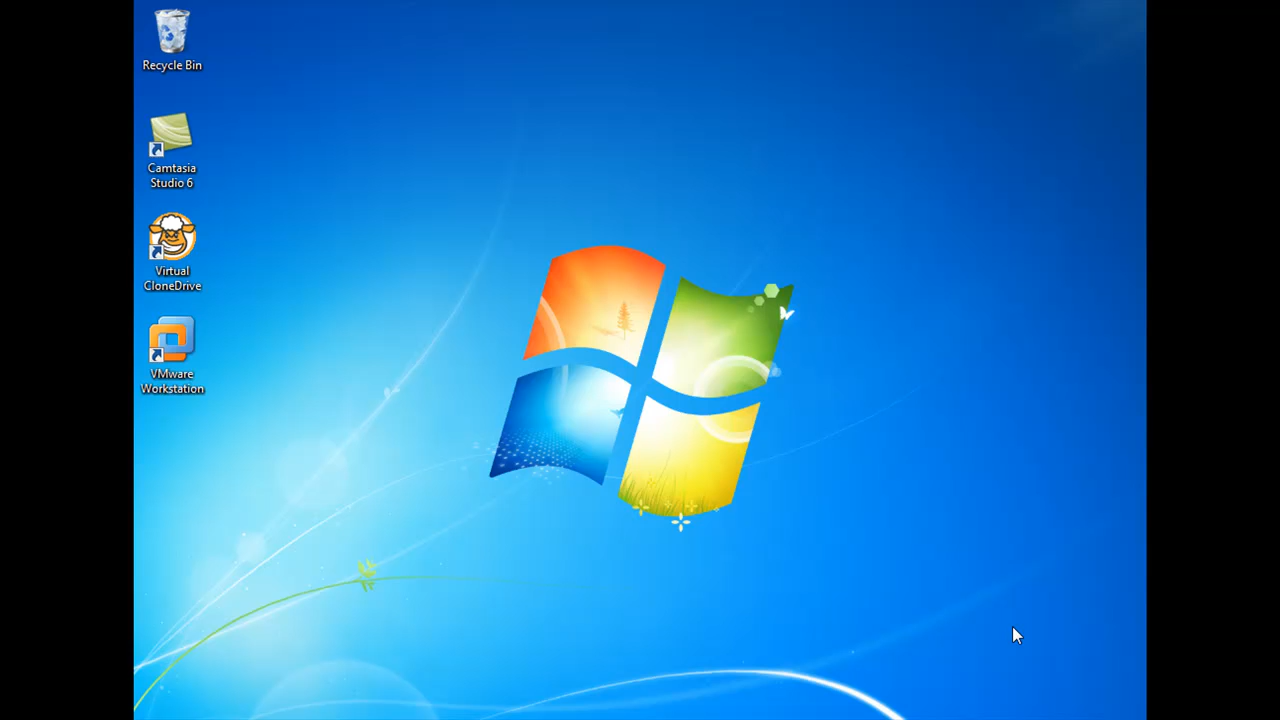 Recycle Bin
Camtasia
Studio 6
Virtual
CloneDrive
VMware
Workstation